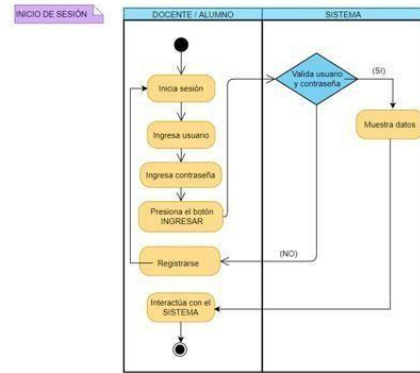 INICIO DE SESIÓN
DOCENTE / ALUMNO
SISTEMA
Inicia sesión
Ingresa usuario
Ingresa contraseña
Presiona el botón
INGRESAR
Valida usuario
y contraseña
(SI)
Muestra datos
(NO)
Registrarse
Interactúa con el
SISTEMA